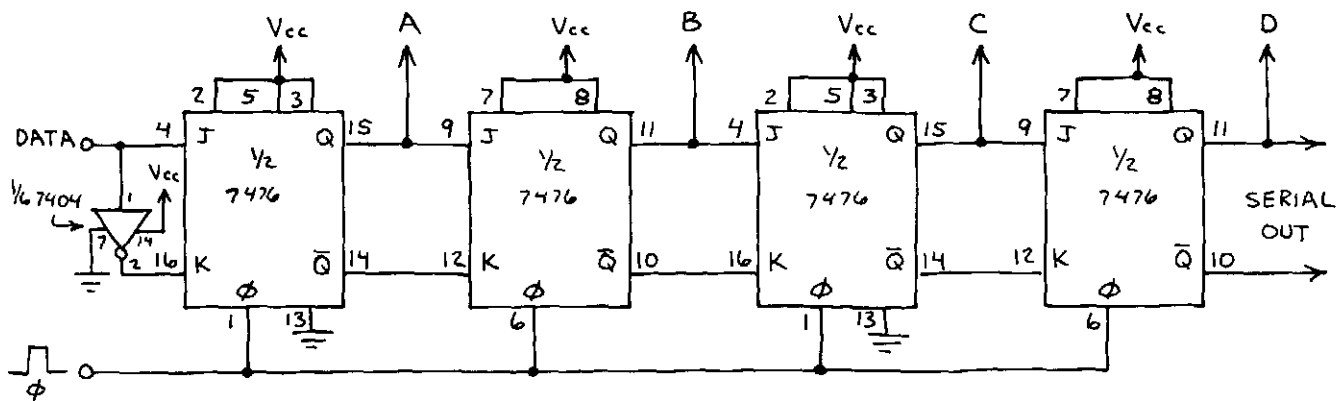 Vcc A Vcc B Vcc C Vcc D
2 5 3 7 8 2 5 3 7 8
DATA 4 J Q 15 9 J Q 11 4 J Q 15 9 J Q 11
Vcc 1/2 1/2 1/2 1/2
1/6 7404 1 7476 7476 7476 7476 SERIAL
7 14 OUT
2 16 K Q̅ 14 12 K Q̅ 10 16 K Q̅ 14 12 K Q̅ 10
ϕ ϕ ϕ ϕ
1 13 6 1 13 6
ϕ